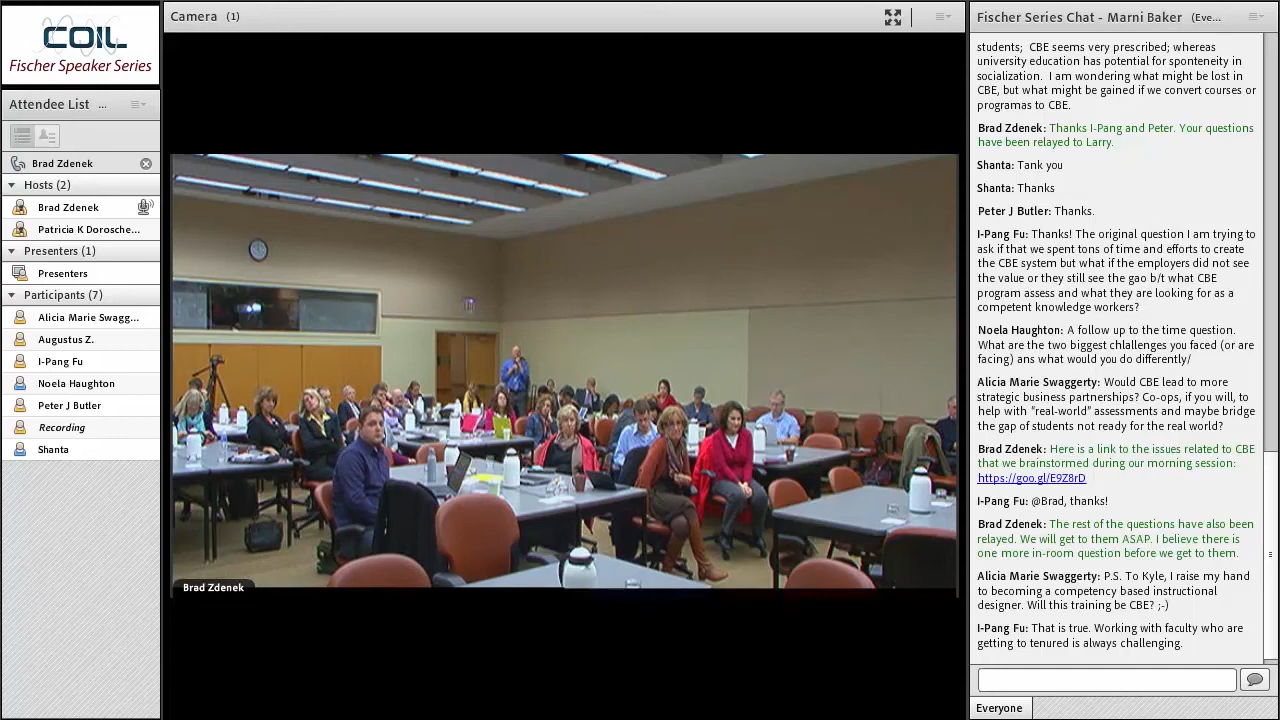 COIL
Fischer Speaker Series
Attendee List ...
Brad Zdenek
Hosts (2)
Brad Zdenek
Patricia K Dorosche...
Presenters (1)
Presenters
Participants (7)
Alicia Marie Swagg...
Augustus Z.
I-Pang Fu
Noela Haughton
Peter J Butler
Recording
Shanta
Camera (1)
Brad Zdenek
Fischer Series Chat - Marni Baker (Eve...
students; CBE seems very prescribed; whereas
university education has potential for sponteneity in
socialization. I am wondering what might be lost in
CBE, but what might be gained if we convert courses or
programas to CBE.
Brad Zdenek: Thanks I-Pang and Peter. Your questions
have been relayed to Larry.
Shanta: Tank you
Shanta: Thanks
Peter J Butler: Thanks.
I-Pang Fu: Thanks! The original question I am trying to
ask if that we spent tons of time and efforts to create
the CBE system but what if the employers did not see
the value or they still see the gao b/t what CBE
program assess and what they are looking for as a
competent knowledge workers?
Noela Haughton: A follow up to the time question.
What are the two biggest chlallenges you faced (or are
facing) ans what would you do differently/
Alicia Marie Swaggerty: Would CBE lead to more
strategic business partnerships? Co-ops, if you will, to
help with "real-world" assessments and maybe bridge
the gap of students not ready for the real world?
Brad Zdenek: Here is a link to the issues related to CBE
that we brainstormed during our morning session:
https://goo.gl/E9Z8rD
I-Pang Fu: @Brad, thanks!
Brad Zdenek: The rest of the questions have also been
relayed. We will get to them ASAP. I believe there is
one more in-room question before we get to them.
Alicia Marie Swaggerty: P.S. To Kyle, I raise my hand
to becoming a competency based instructional
designer. Will this training be CBE? ;-)
I-Pang Fu: That is true. Working with faculty who are
getting to tenured is always challenging.
Everyone